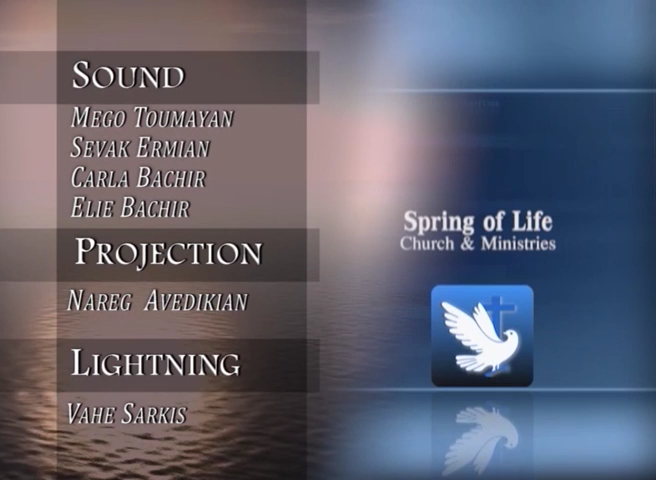 Sound
Mego Toumayan
Sevak Ermian
Carla Bachir
Elie Bachir
Projection
Nareg Avedikian
Lightning
Vahe Sarkis
Spring of Life
Church & Ministries